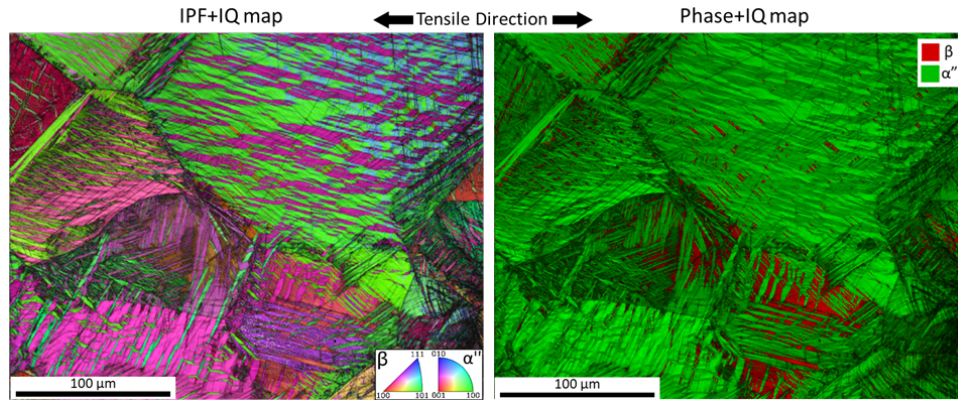 IPF+IQ map
Tensile Direction
Phase+IQ map
β
α″
β
111
010
α″
100
101
001
100
100 µm
100 µm